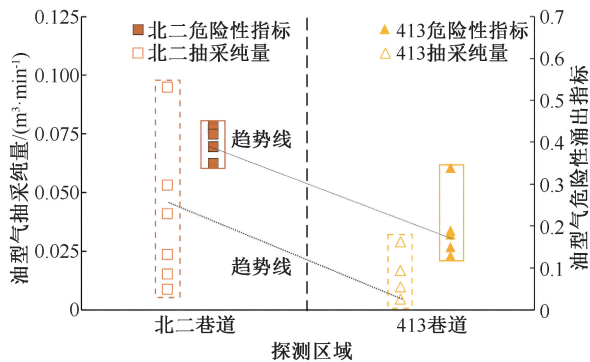 北二危险性指标
北二抽采纯量
413危险性指标
413抽采纯量
油型气抽采纯量/(m³·min⁻¹)
0.125
0.100
0.075
0.050
0.025
0
趋势线
趋势线
0.7
0.6
0.5
0.4
0.3
0.2
0.1
0
油型气危险性涌出指标
北二巷道
413巷道
探测区域